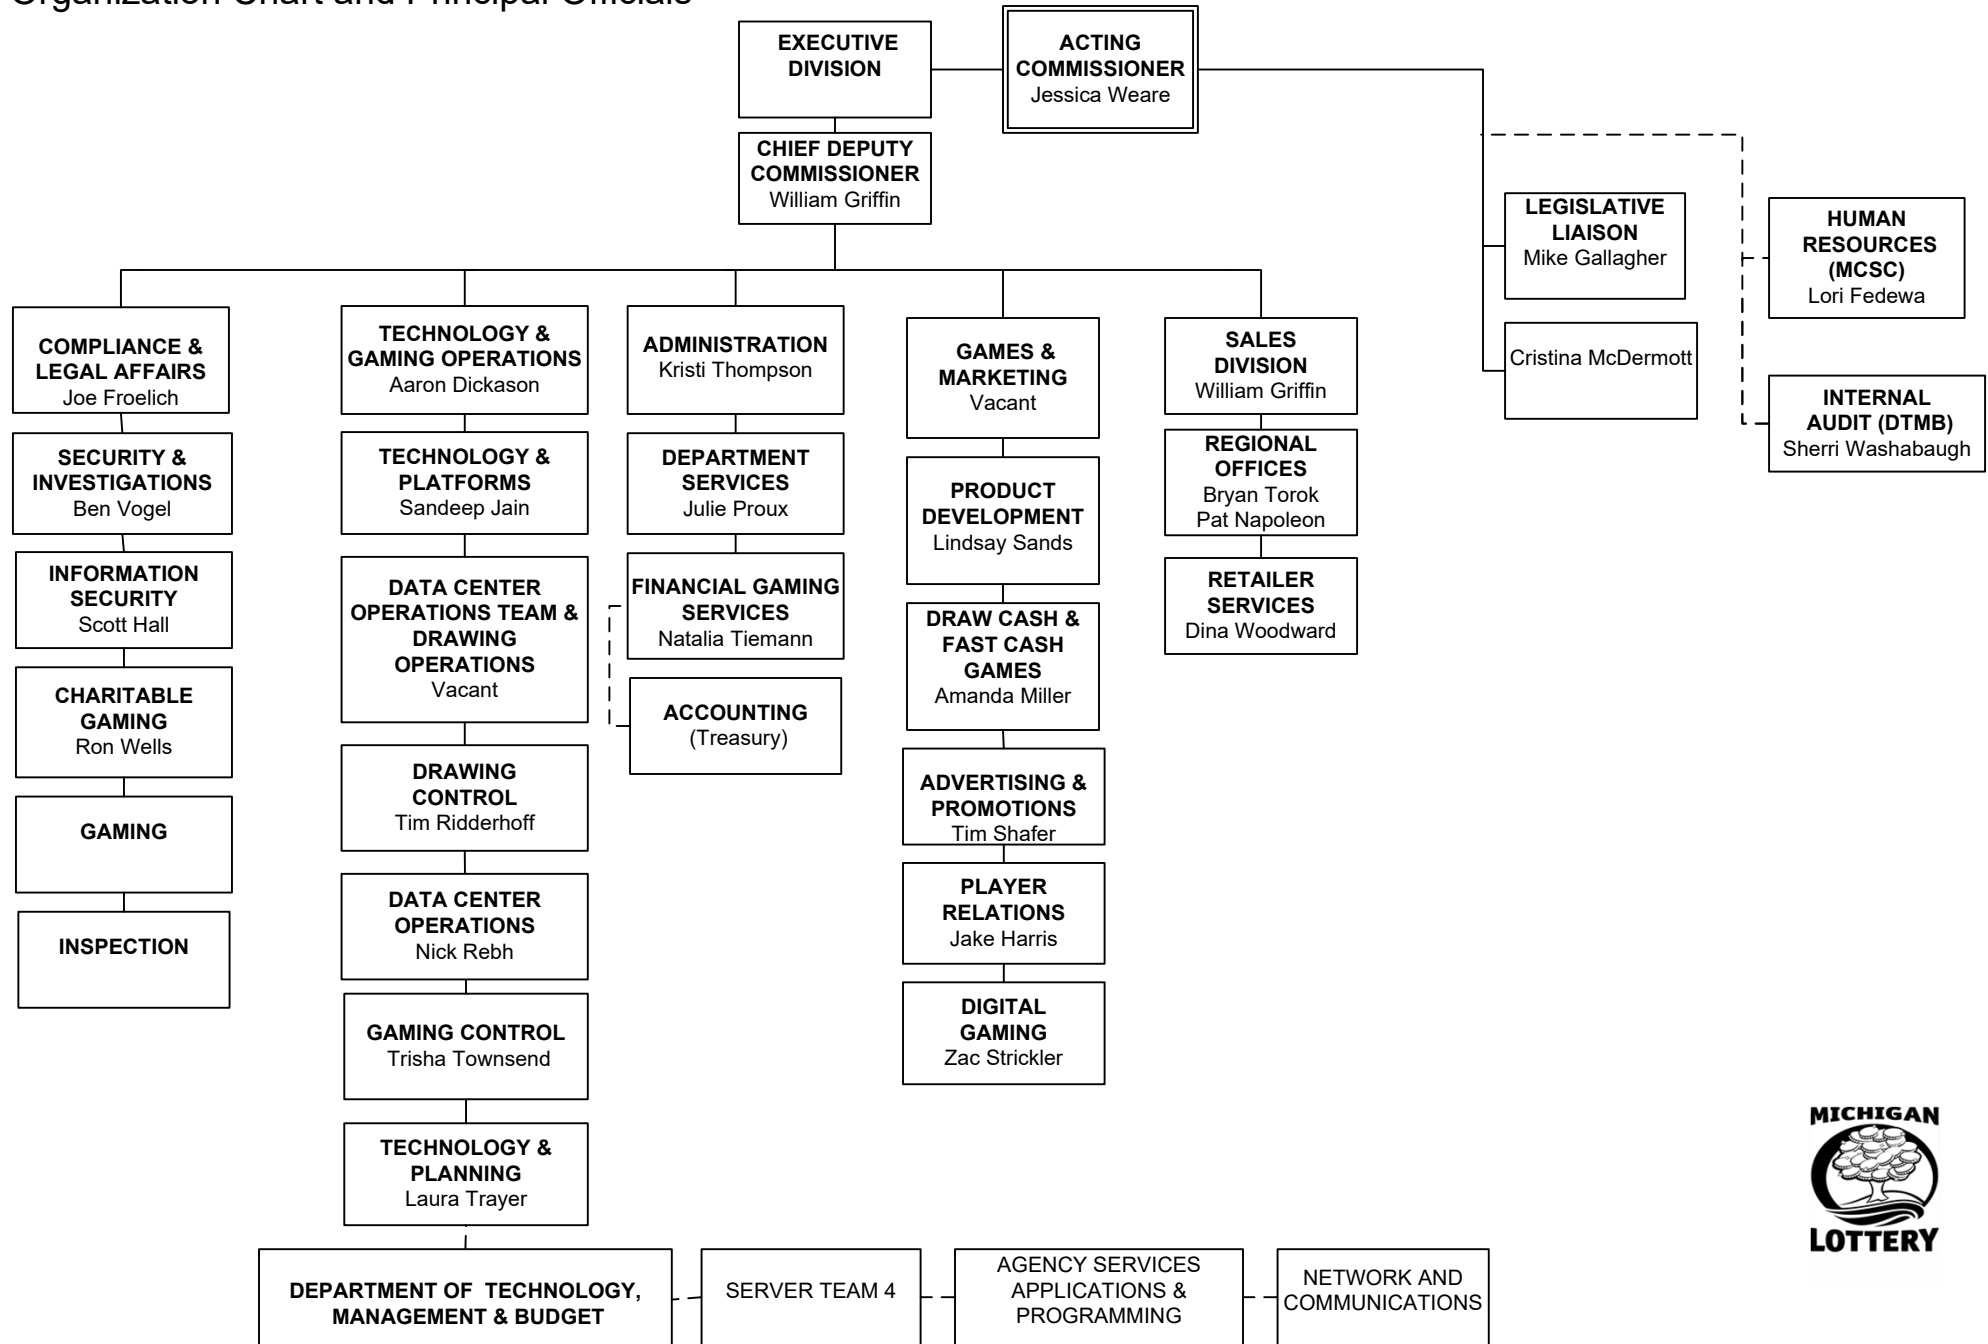 Organization Chart and Principal Officials
EXECUTIVE
DIVISION
ACTING
COMMISSIONER
Jessica Weare
CHIEF DEPUTY
COMMISSIONER
William Griffin
LEGISLATIVE
LIAISON
Mike Gallagher
HUMAN
RESOURCES
(MCSC)
Lori Fedewa
Cristina McDermott
INTERNAL
AUDIT (DTMB)
Sherri Washabaugh
COMPLIANCE &
LEGAL AFFAIRS
Joe Froelich
SECURITY &
INVESTIGATIONS
Ben Vogel
INFORMATION
SECURITY
Scott Hall
CHARITABLE
GAMING
Ron Wells
GAMING
INSPECTION
TECHNOLOGY &
GAMING OPERATIONS
Aaron Dickason
TECHNOLOGY &
PLATFORMS
Sandeep Jain
DATA CENTER
OPERATIONS TEAM &
DRAWING
OPERATIONS
Vacant
DRAWING
CONTROL
Tim Ridderhoff
DATA CENTER
OPERATIONS
Nick Rebh
GAMING CONTROL
Trisha Townsend
TECHNOLOGY &
PLANNING
Laura Trayer
ADMINISTRATION
Kristi Thompson
DEPARTMENT
SERVICES
Julie Proux
FINANCIAL GAMING
SERVICES
Natalia Tiemann
ACCOUNTING
(Treasury)
GAMES &
MARKETING
Vacant
PRODUCT
DEVELOPMENT
Lindsay Sands
DRAW CASH &
FAST CASH
GAMES
Amanda Miller
ADVERTISING &
PROMOTIONS
Tim Shafer
PLAYER
RELATIONS
Jake Harris
DIGITAL
GAMING
Zac Strickler
SALES
DIVISION
William Griffin
REGIONAL
OFFICES
Bryan Torok
Pat Napoleon
RETAILER
SERVICES
Dina Woodward
DEPARTMENT OF TECHNOLOGY,
MANAGEMENT & BUDGET
SERVER TEAM 4
AGENCY SERVICES
APPLICATIONS &
PROGRAMMING
NETWORK AND
COMMUNICATIONS
MICHIGAN
LOTTERY